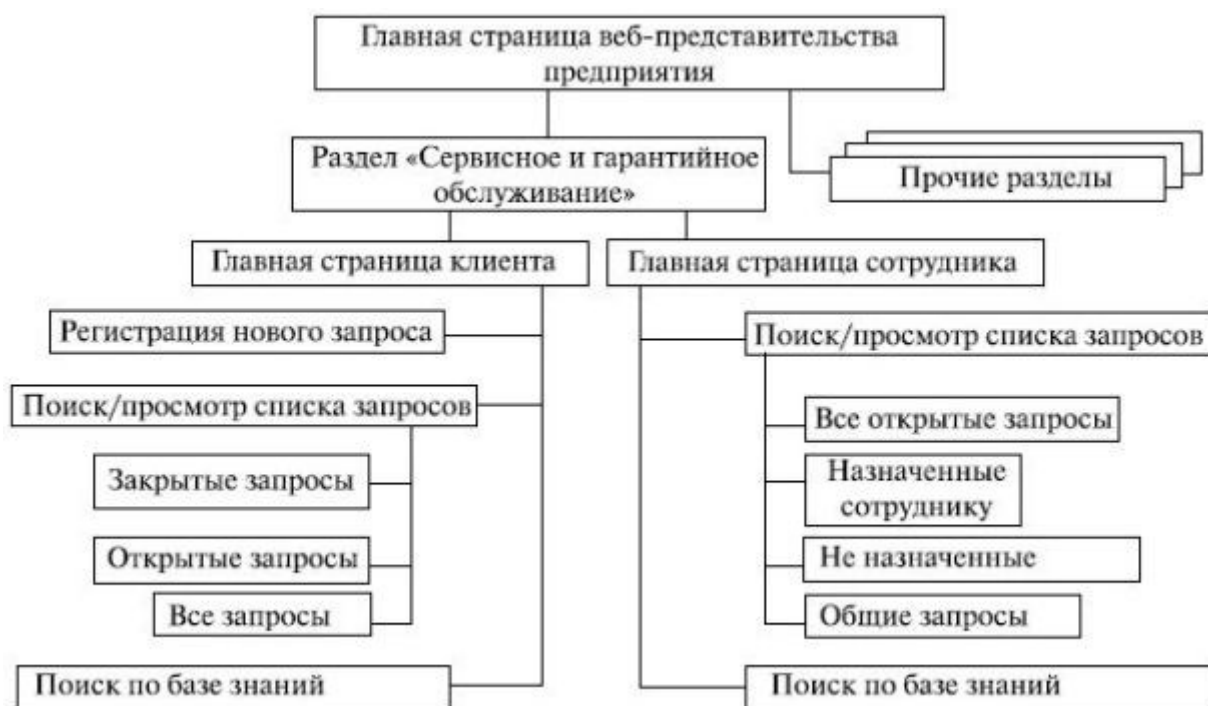 Главная страница веб-представительства
предприятия
Раздел «Сервисное и гарантийное
обслуживание»
Прочие разделы
Главная страница клиента
Главная страница сотрудника
Регистрация нового запроса
Поиск/просмотр списка запросов
Закрытые запросы
Открытые запросы
Все запросы
Поиск по базе знаний
Поиск/просмотр списка запросов
Все открытые запросы
Назначенные
сотруднику
Не назначенные
Общие запросы
Поиск по базе знаний